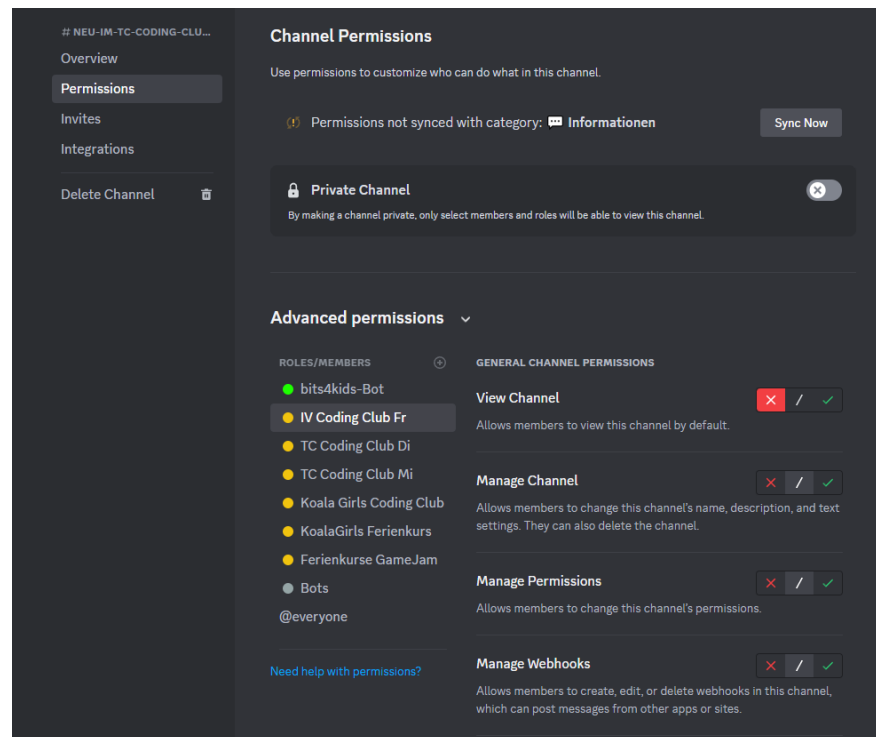 # NEU-IM-TC-CODING-CLU...
Overview
Permissions
Invites
Integrations
Delete Channel
Channel Permissions
Use permissions to customize who can do what in this channel.
Permissions not synced with category: 💬 Informationen
Sync Now
Private Channel
By making a channel private, only select members and roles will be able to view this channel.
Advanced permissions
ROLES/MEMBERS
bits4kids-Bot
IV Coding Club Fr
TC Coding Club Di
TC Coding Club Mi
Koala Girls Coding Club
KoalaGirls Ferienkurs
Ferienkurse GameJam
Bots
@everyone
Need help with permissions?
GENERAL CHANNEL PERMISSIONS
View Channel
Allows members to view this channel by default.
Manage Channel
Allows members to change this channel's name, description, and text
settings. They can also delete the channel.
Manage Permissions
Allows members to change this channel's permissions.
Manage Webhooks
Allows members to create, edit, or delete webhooks in this channel,
which can post messages from other apps or sites.